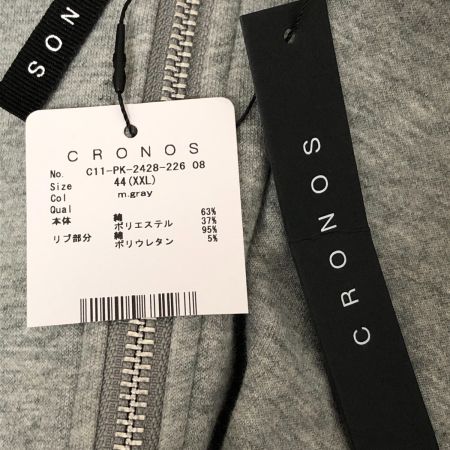 SON
CRONOS
No. C11-PK-2428-226 08
Size 44(XXL)
Col m.gray
Qual
本体 綿 63%
ポリエステル 37%
リブ部分 綿 95%
ポリウレタン 5%
CRONOS